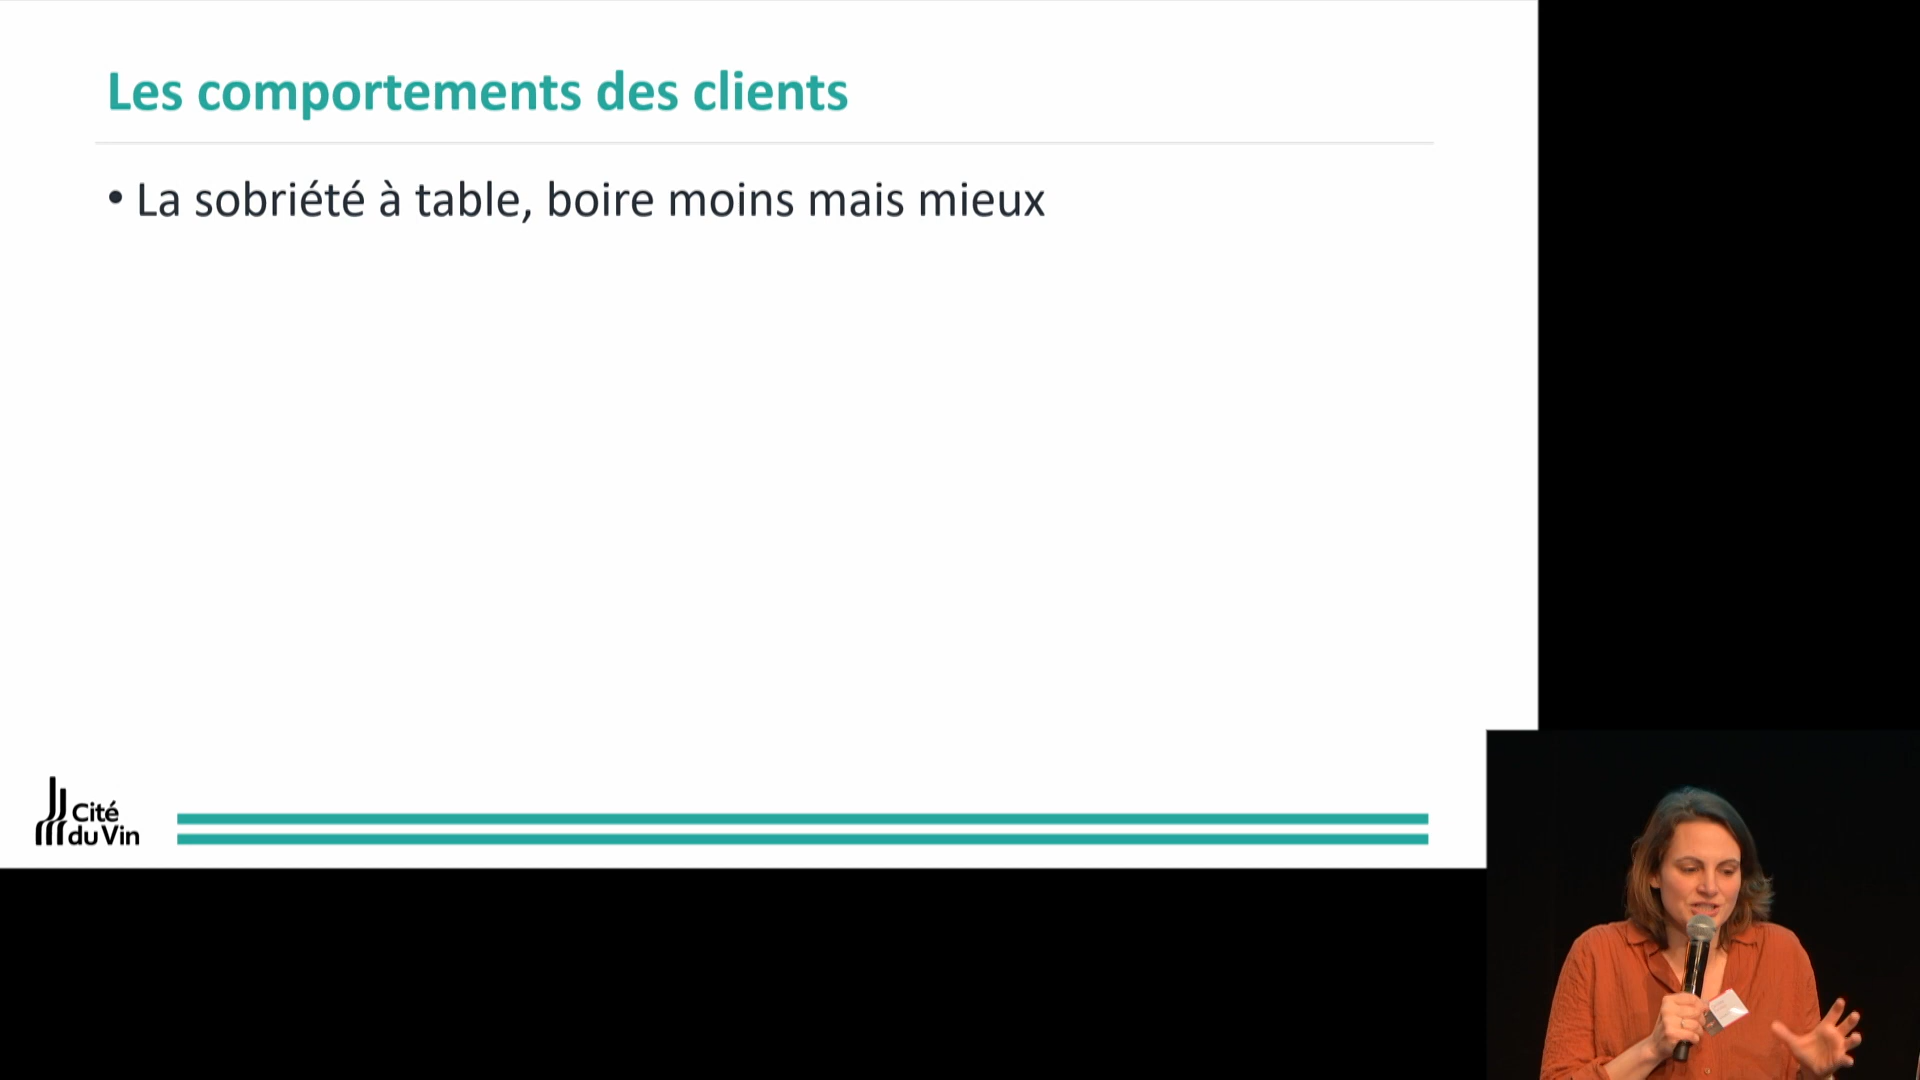 Les comportements des clients
• La sobriété à table, boire moins mais mieux
Cité
du Vin